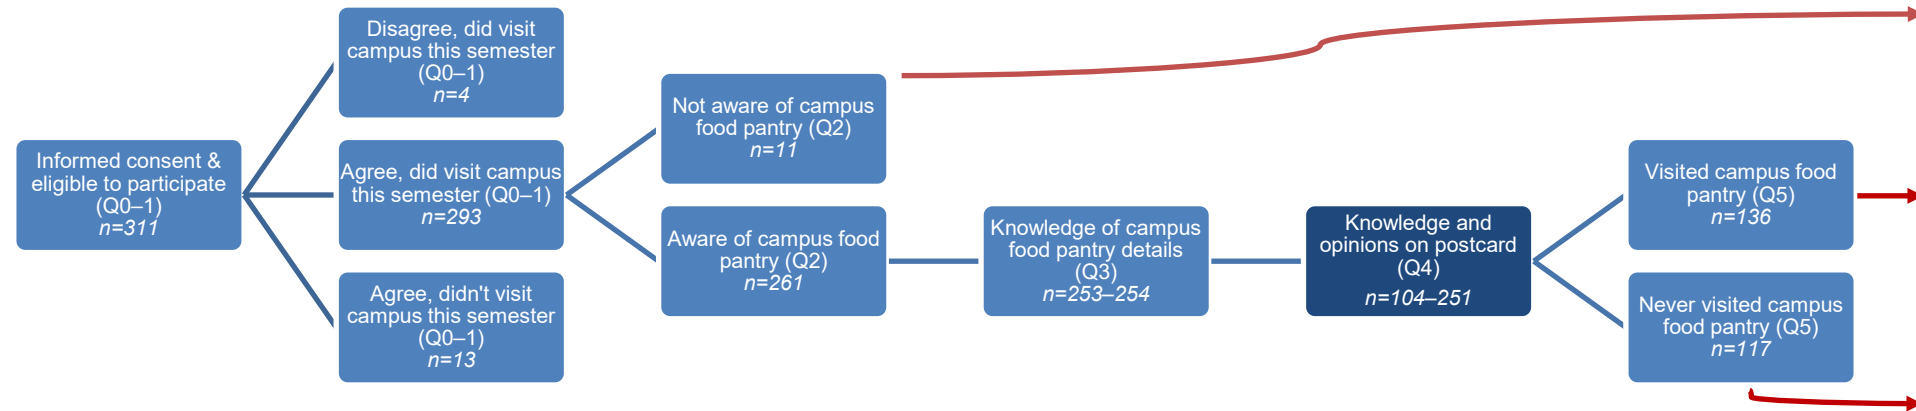 Informed consent &
eligible to participate
(Q0–1)
n=311
Disagree, did visit
campus this semester
(Q0–1)
n=4
Agree, did visit campus
this semester (Q0–1)
n=293
Agree, didn't visit
campus this semester
(Q0–1)
n=13
Not aware of campus
food pantry (Q2)
n=11
Aware of campus food
pantry (Q2)
n=261
Knowledge of campus
food pantry details
(Q3)
n=253–254
Knowledge and
opinions on postcard
(Q4)
n=104–251
Visited campus food
pantry (Q5)
n=136
Never visited campus
food pantry (Q5)
n=117